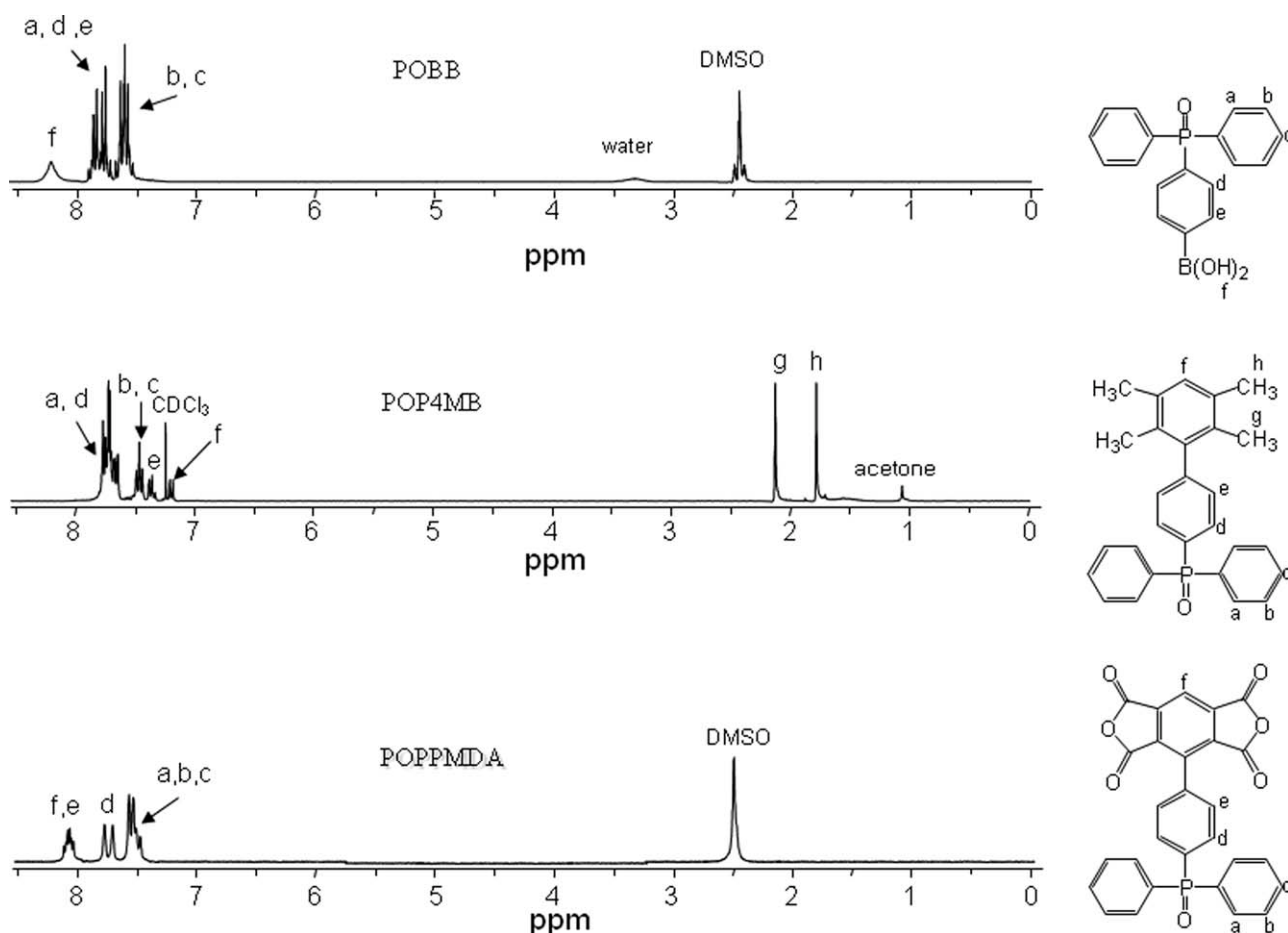 a, d ,e
b, c
f
POBB
water
DMSO
8 7 6 5 4 3 2 1 0
ppm
O
P
a b
c
d
e
B(OH)₂
f
a, d
b, c
CDCl₃
e
f
POP4MB
g h
acetone
8 7 6 5 4 3 2 1 0
ppm
f h
H₃C CH₃
g
H₃C CH₃
e
d
P
O
c
a b
f,e
d
a,b,c
POPPMDA
DMSO
8 7 6 5 4 3 2 1 0
ppm
O f O
O O
O O
e
d
P
O
c
a b